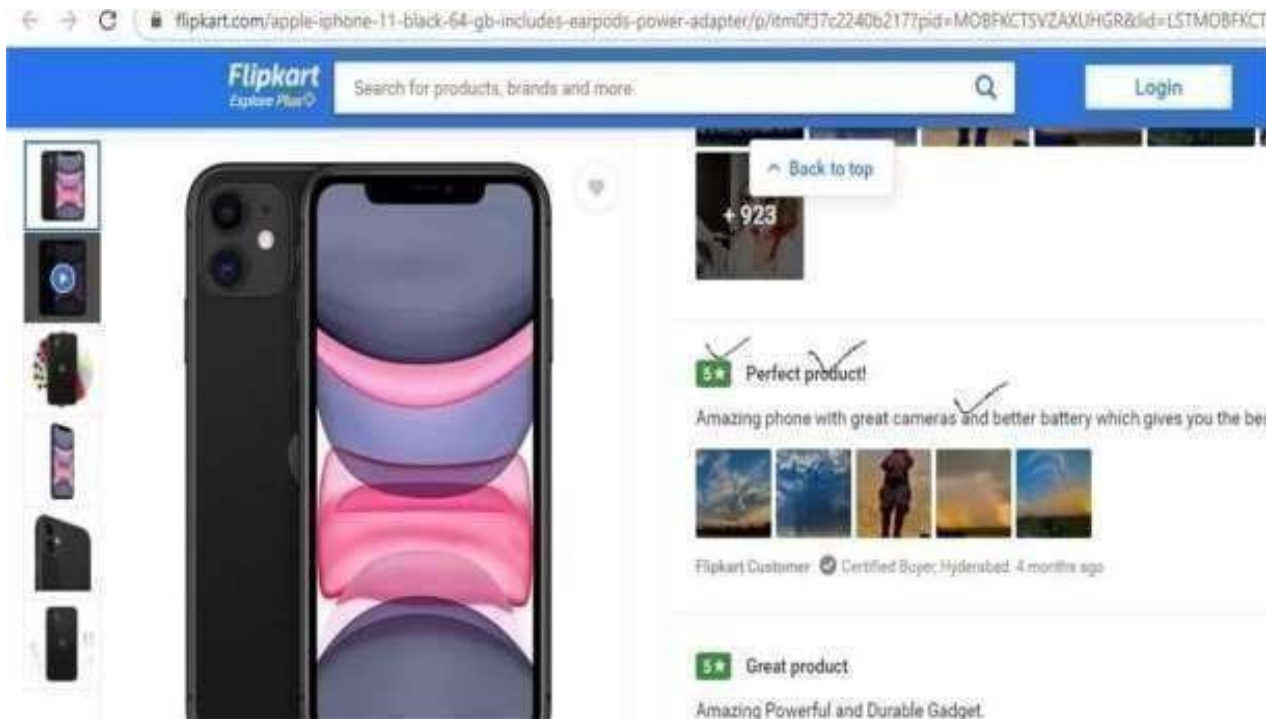 flipkart.com/apple-iphone-11-black-64-gb-includes-earpods-power-adapter/p/itm0f37c2240b217?pid=MOBFKCTSVZAXUHGR&lid=LSTMOBFKCT
Flipkart
Explore Plus
Search for products, brands and more
Login
Back to top
+ 923
5★ Perfect product!
Amazing phone with great cameras and better battery which gives you the be
Flipkart Customer Certified Buyer, Hyderabad 4 months ago
5★ Great product
Amazing Powerful and Durable Gadget.